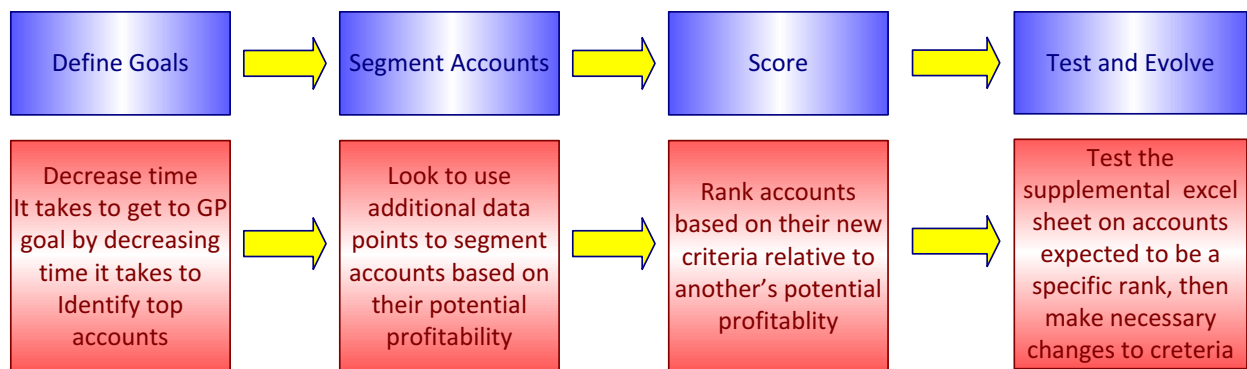 Define Goals
Segment Accounts
Score
Test and Evolve
Decrease time
It takes to get to GP
goal by decreasing
time it takes to
Identify top
accounts
Look to use
additional data
points to segment
accounts based on
their potential
profitability
Rank accounts
based on their new
criteria relative to
another’s potential
profitablity
Test the
supplemental excel
sheet on accounts
expected to be a
specific rank, then
make necessary
changes to creteria